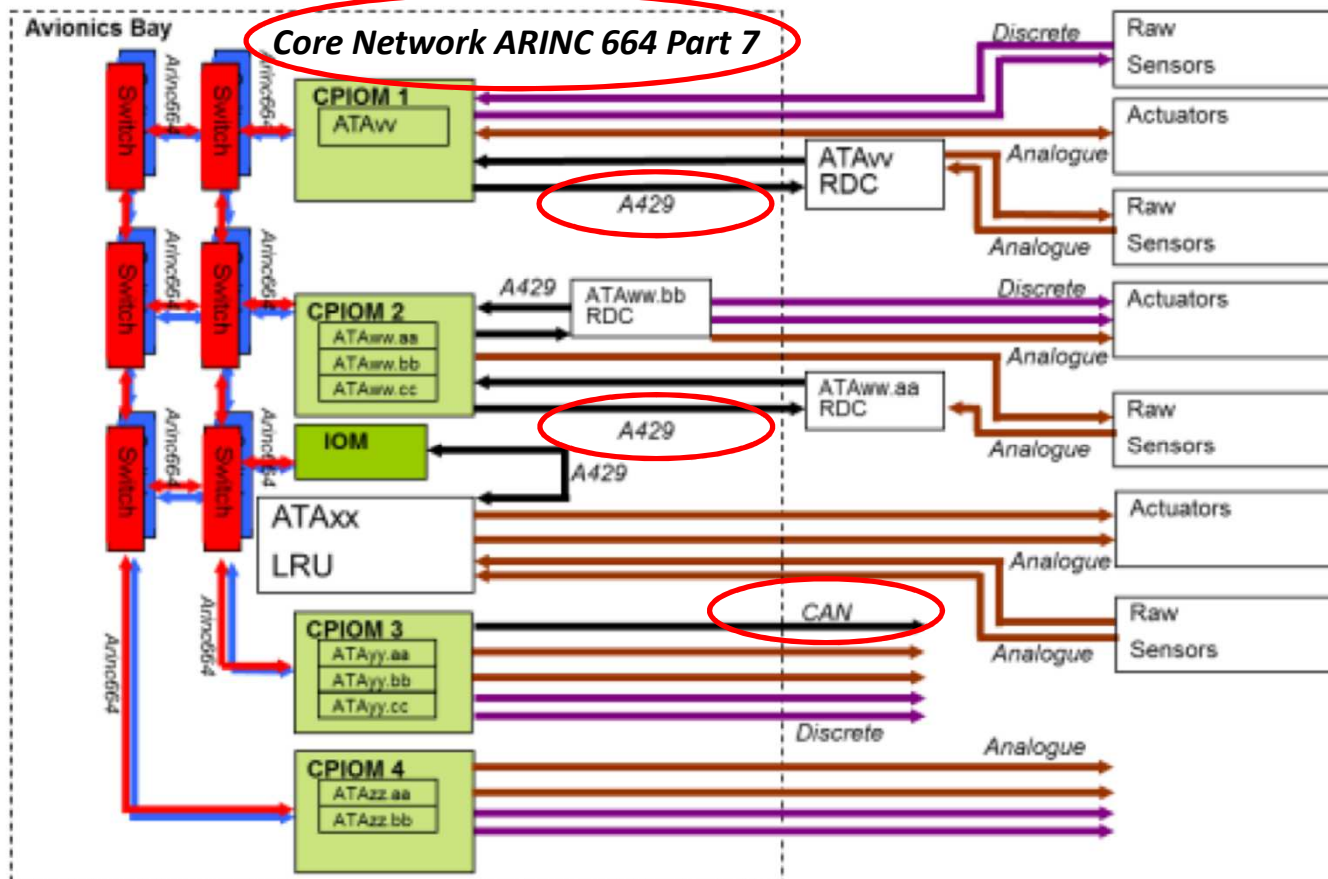 Avionics Bay
Core Network ARINC 664 Part 7
Arinc664
Arinc664
Switch
Switch
CPIOM 1
ATAvv
Discrete
Raw
Sensors
Actuators
Analogue
ATAvv
RDC
A429
Raw
Sensors
Analogue
Arinc664
Arinc664
Switch
Switch
CPIOM 2
ATAww.aa
ATAww.bb
ATAww.cc
A429
ATAww.bb
RDC
Discrete
Actuators
Analogue
ATAww.aa
RDC
A429
Raw
Sensors
Analogue
Arinc664
Arinc664
Switch
Switch
IOM
A429
ATAxx
LRU
Actuators
Analogue
Raw
Sensors
Analogue
Arinc664
Arinc664
CPIOM 3
ATAyy.aa
ATAyy.bb
ATAyy.cc
CAN
Discrete
CPIOM 4
ATAzz.aa
ATAzz.bb
Analogue